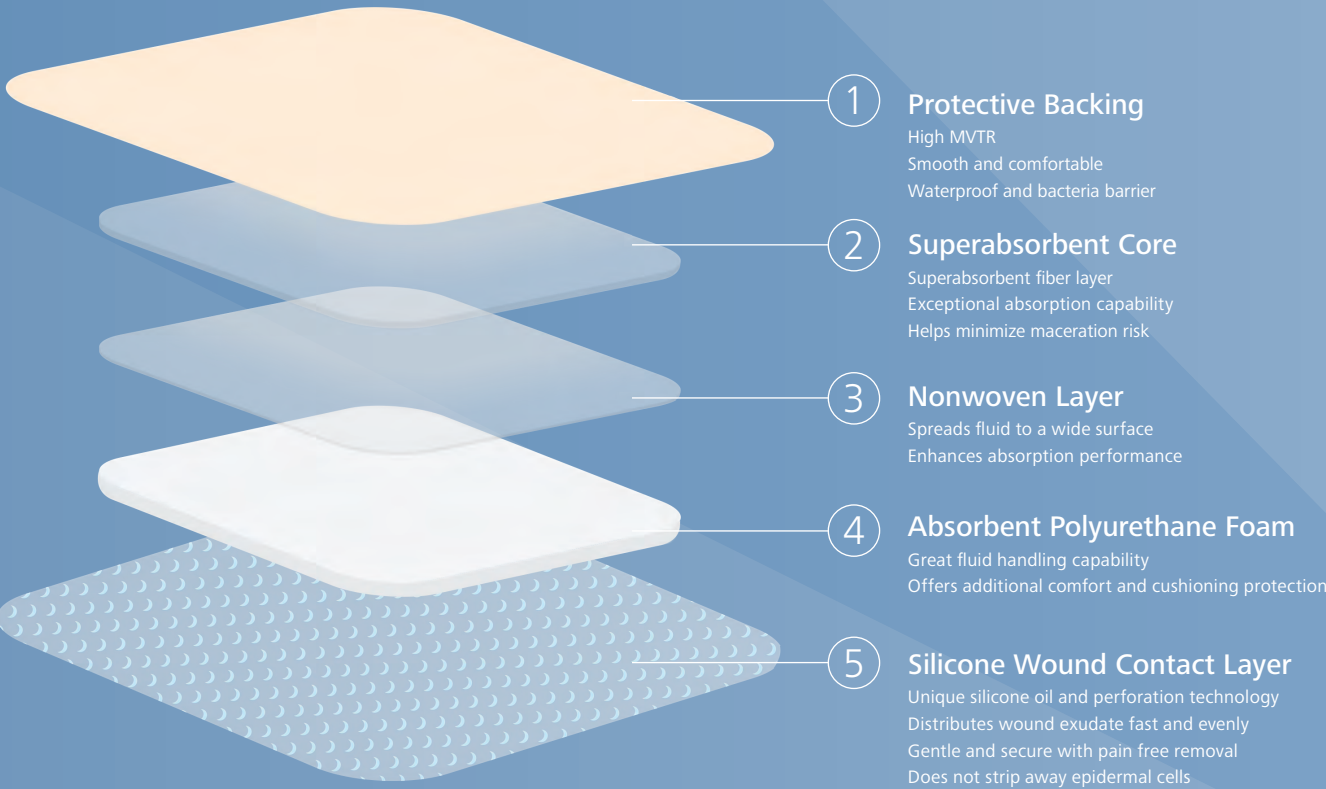 1
Protective Backing
High MVTR
Smooth and comfortable
Waterproof and bacteria barrier
2
Superabsorbent Core
Superabsorbent fiber layer
Exceptional absorption capability
Helps minimize maceration risk
3
Nonwoven Layer
Spreads fluid to a wide surface
Enhances absorption performance
4
Absorbent Polyurethane Foam
Great fluid handling capability
Offers additional comfort and cushioning protection
5
Silicone Wound Contact Layer
Unique silicone oil and perforation technology
Distributes wound exudate fast and evenly
Gentle and secure with pain free removal
Does not strip away epidermal cells